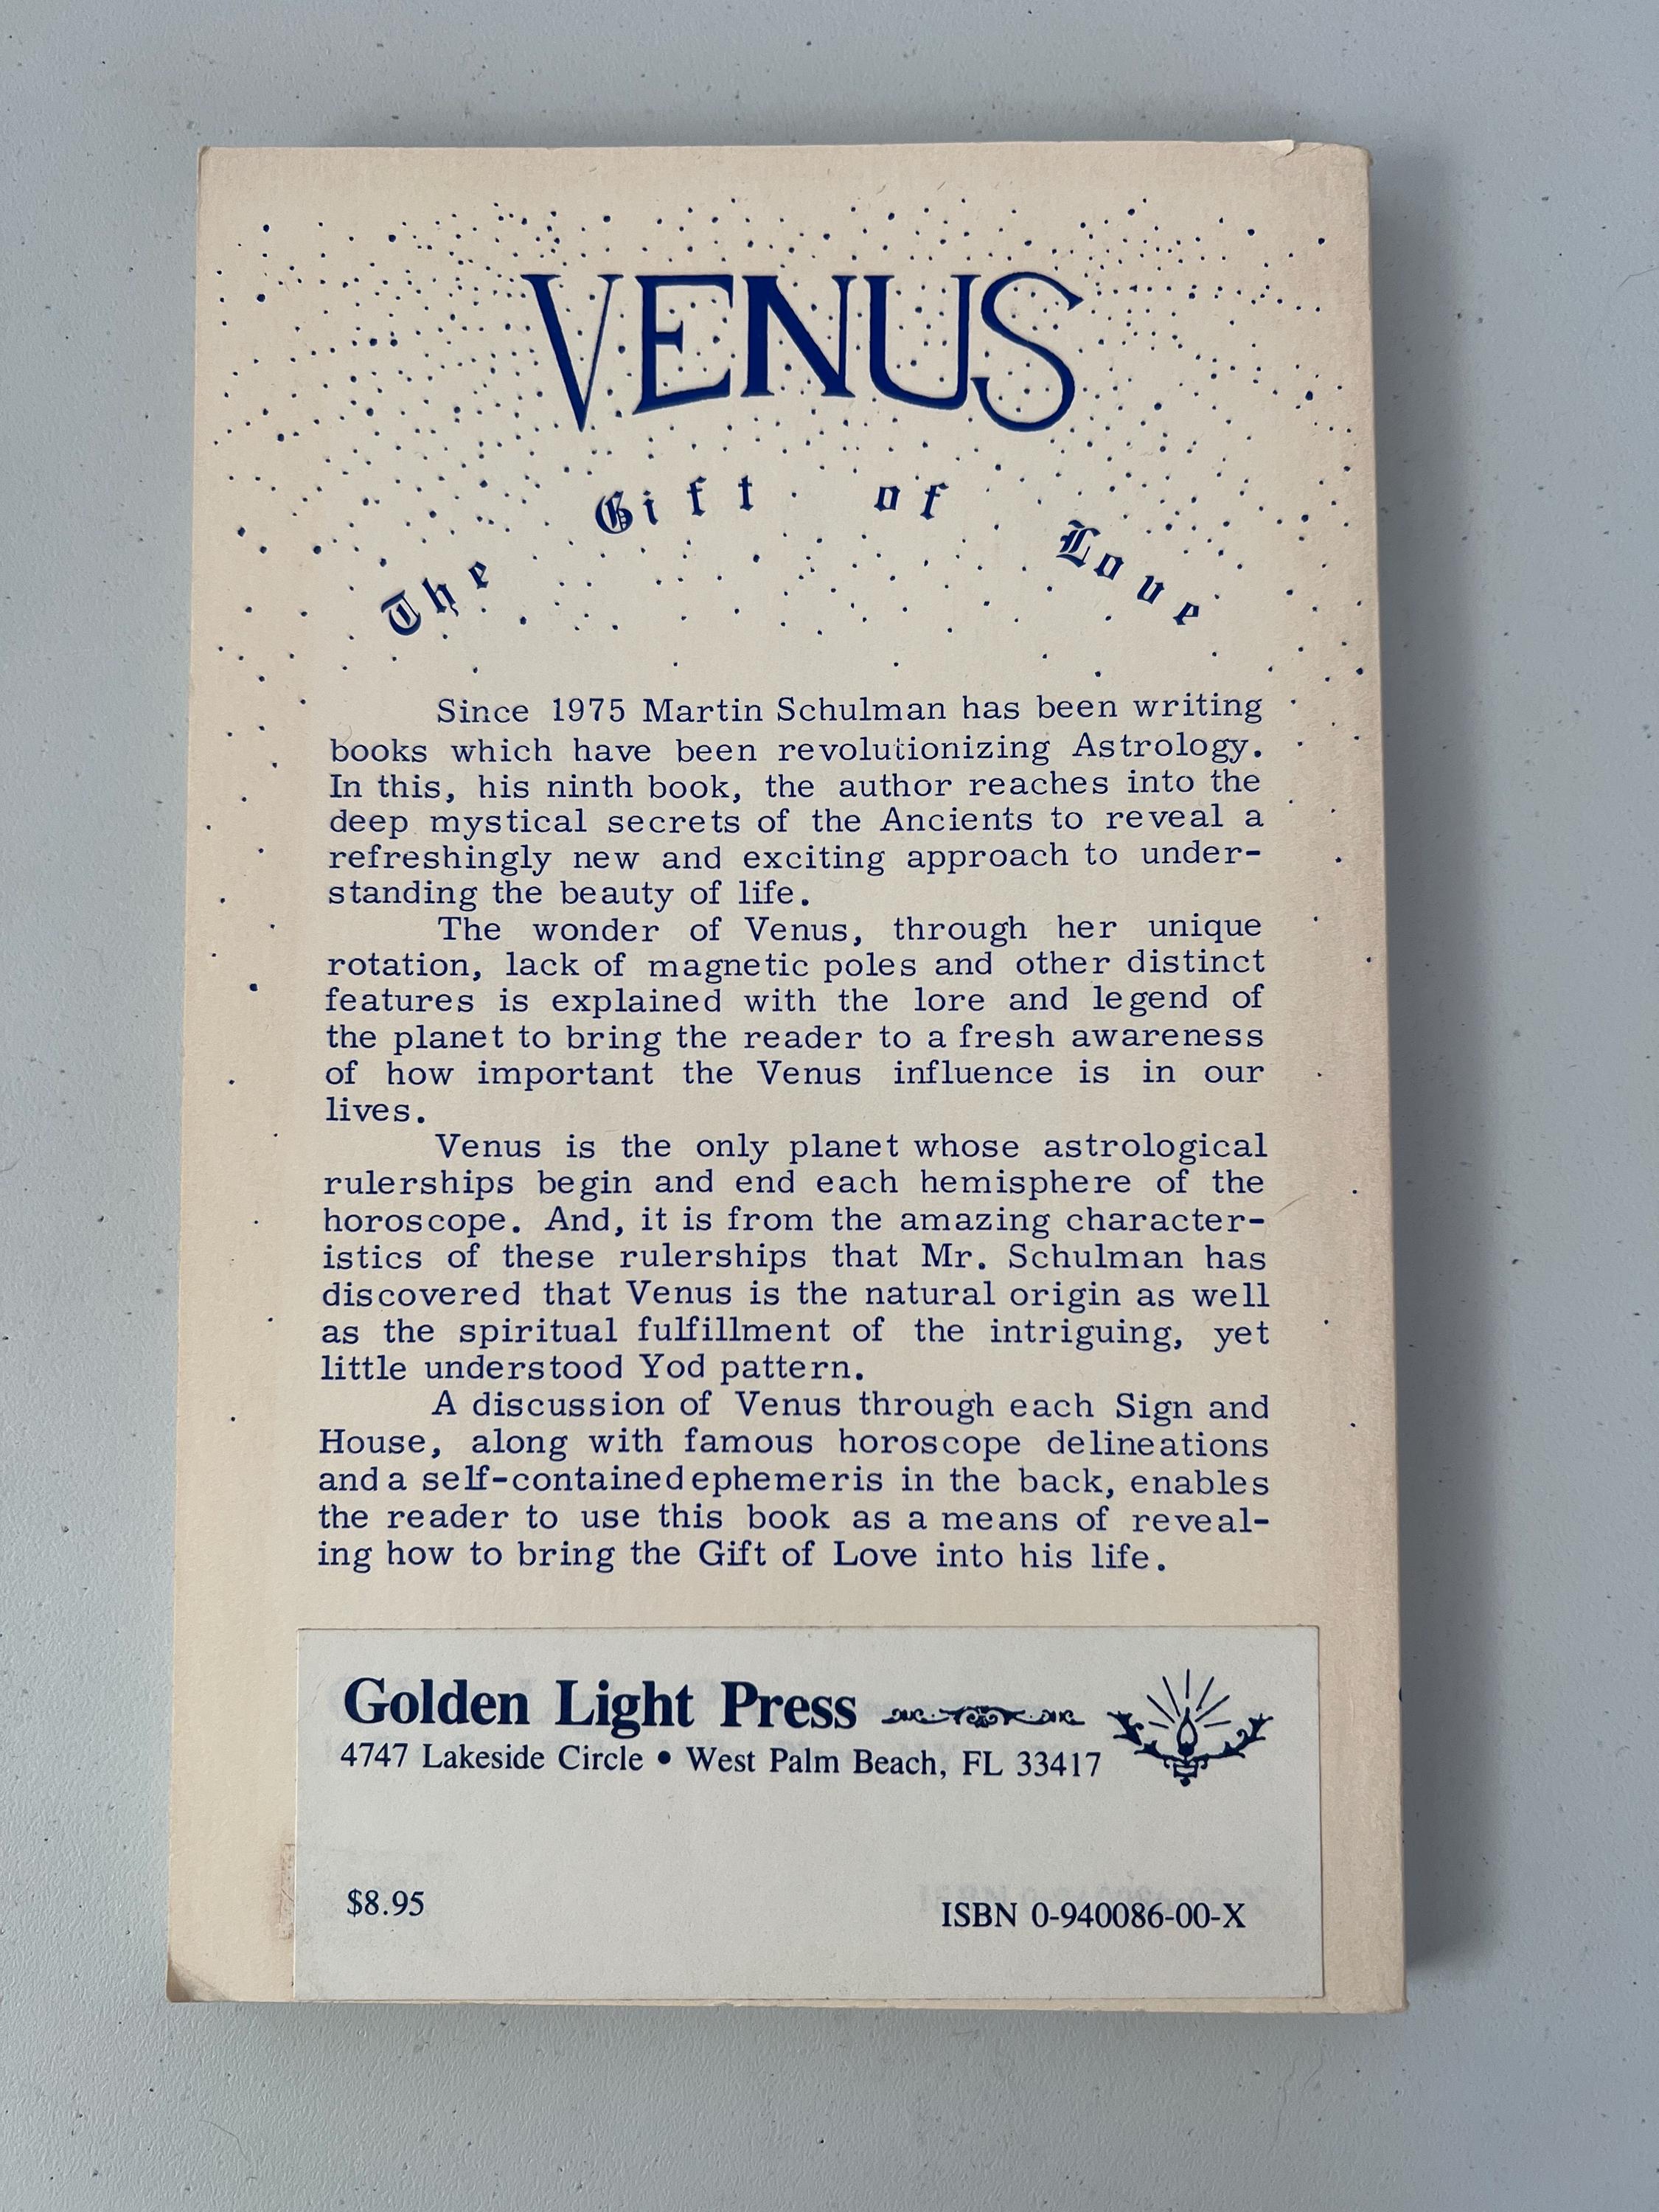 VENUS
The Gift of Love
Since 1975 Martin Schulman has been writing
books which have been revolutionizing Astrology.
In this, his ninth book, the author reaches into the
deep mystical secrets of the Ancients to reveal a
refreshingly new and exciting approach to under-
standing the beauty of life.
The wonder of Venus, through her unique
rotation, lack of magnetic poles and other distinct
features is explained with the lore and legend of
the planet to bring the reader to a fresh awareness
of how important the Venus influence is in our
lives.
Venus is the only planet whose astrological
rulerships begin and end each hemisphere of the
horoscope. And, it is from the amazing character-
istics of these rulerships that Mr. Schulman has
discovered that Venus is the natural origin as well
as the spiritual fulfillment of the intriguing, yet
little understood Yod pattern.
A discussion of Venus through each Sign and
House, along with famous horoscope delineations
and a self-contained ephemeris in the back, enables
the reader to use this book as a means of reveal-
ing how to bring the Gift of Love into his life.
Golden Light Press
4747 Lakeside Circle • West Palm Beach, FL 33417
$8.95
ISBN 0-940086-00-X